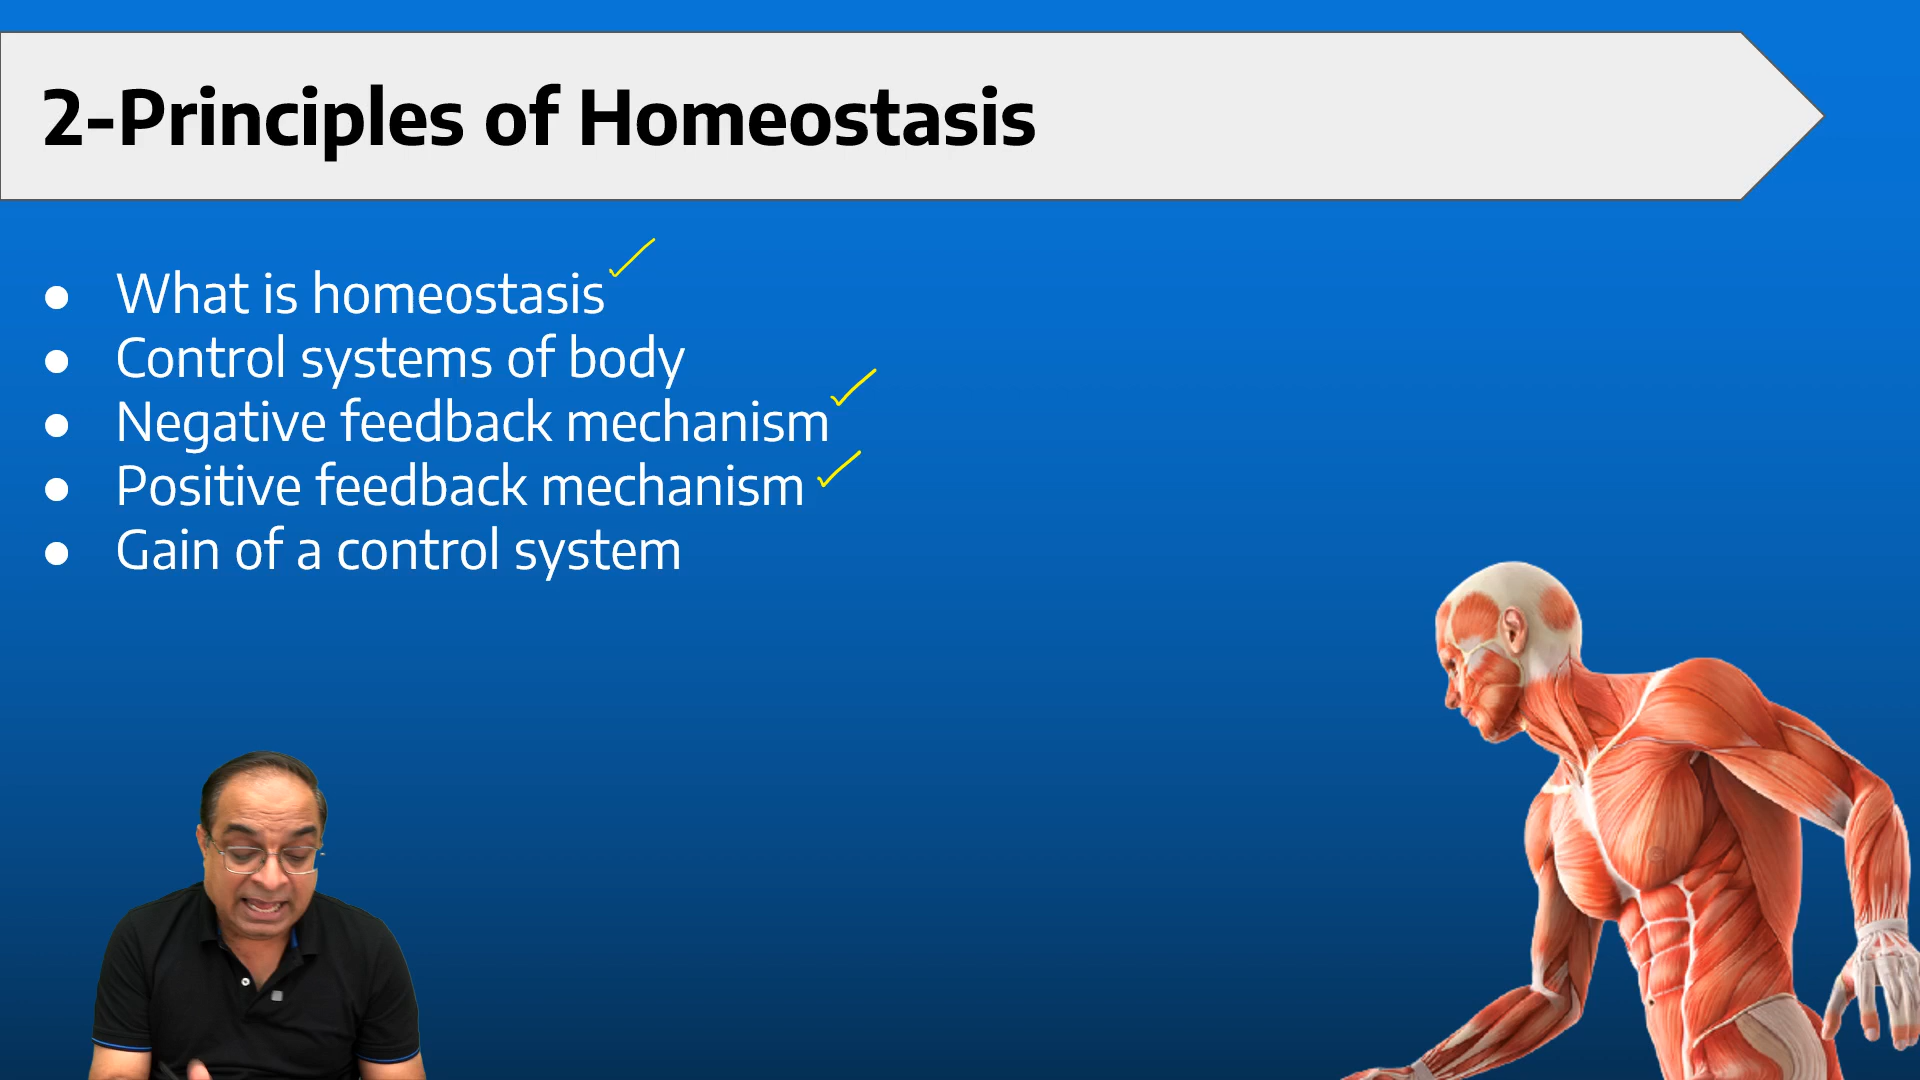 2-Principles of Homeostasis
● What is homeostasis
● Control systems of body
● Negative feedback mechanism
● Positive feedback mechanism
● Gain of a control system